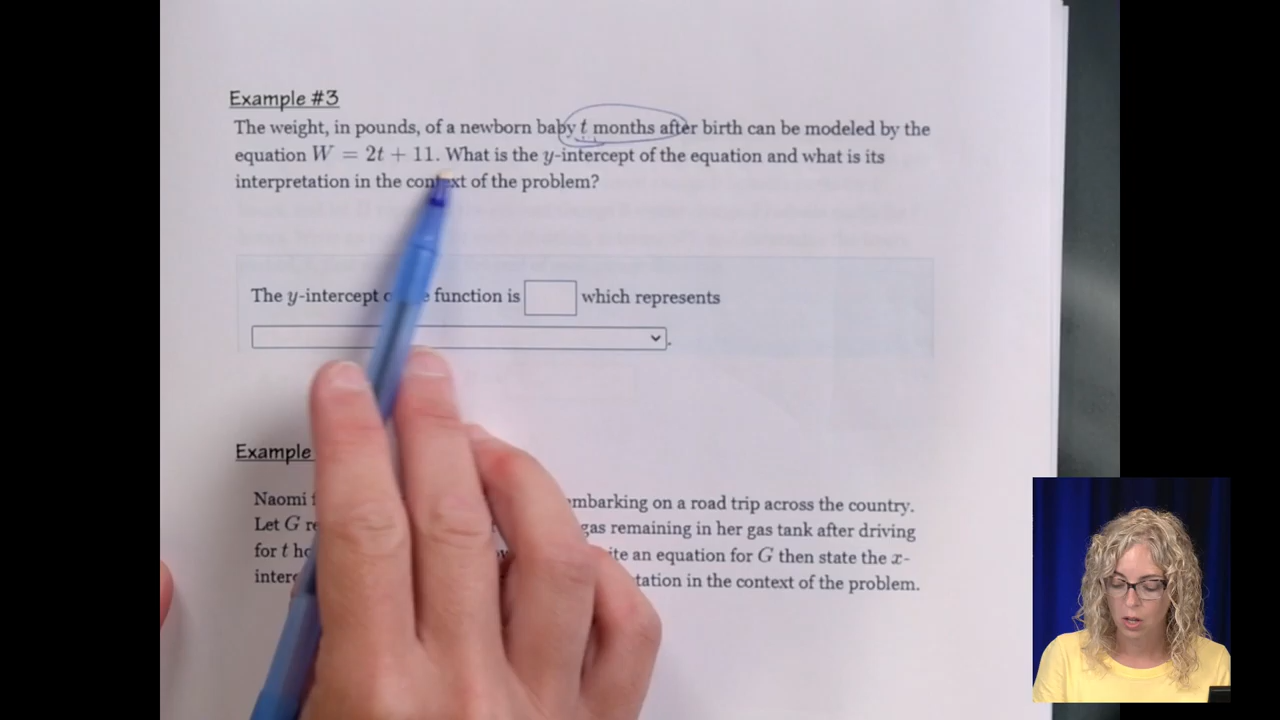 Example #3
The weight, in pounds, of a newborn baby t months after birth can be modeled by the
equation W = 2t + 11. What is the y-intercept of the equation and what is its
interpretation in the context of the problem?
The y-intercept function is which represents
.
Example
Naomi embarking on a road trip across the country.
Let G gas remaining in her gas tank after driving
for t an equation for G then state the x-
in the context of the problem.